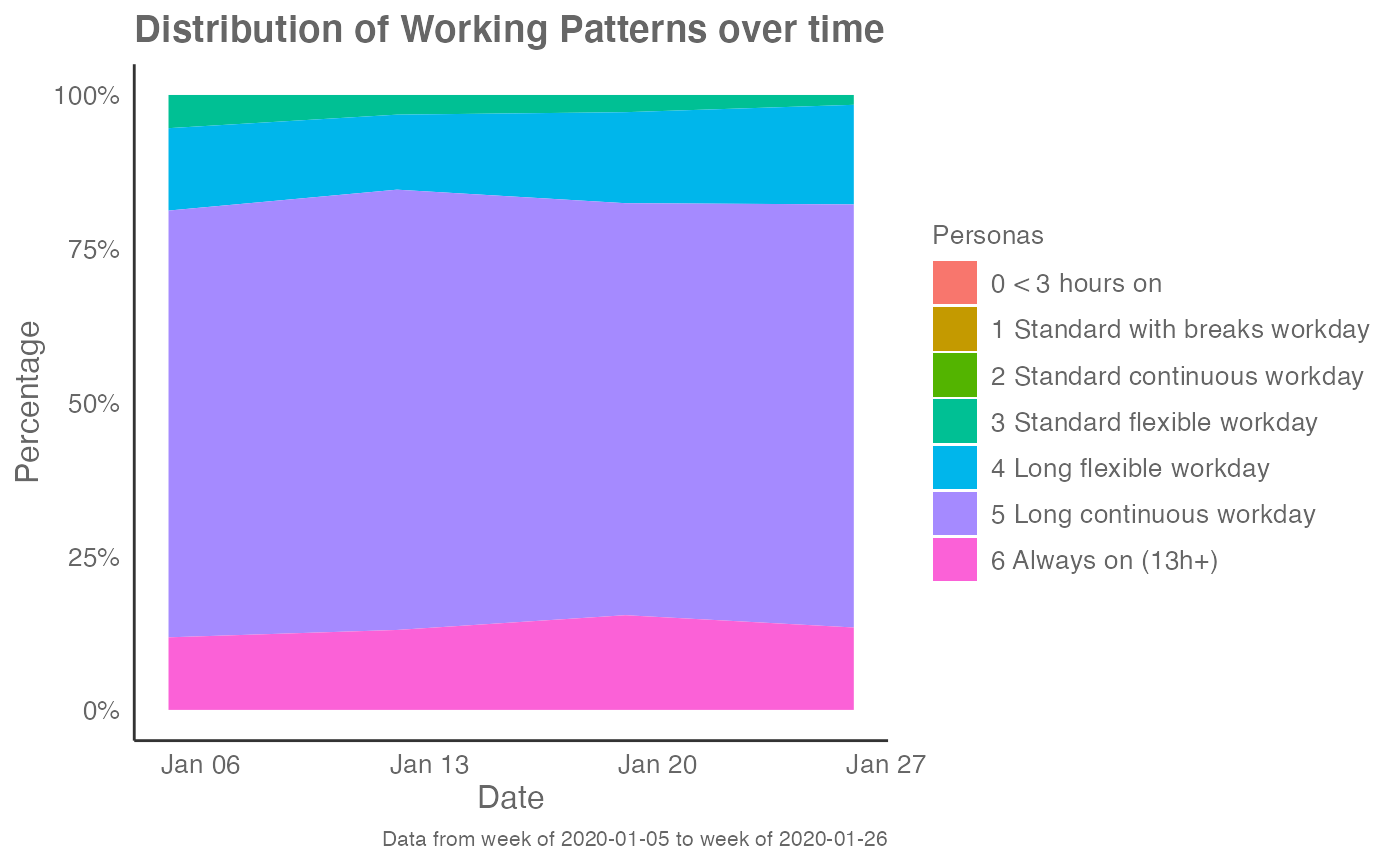 Distribution of Working Patterns over time
Percentage
100%
75%
50%
25%
0%
Jan 06
Jan 13
Jan 20
Jan 27
Date
Data from week of 2020-01-05 to week of 2020-01-26
Personas
0 < 3 hours on
1 Standard with breaks workday
2 Standard continuous workday
3 Standard flexible workday
4 Long flexible workday
5 Long continuous workday
6 Always on (13h+)